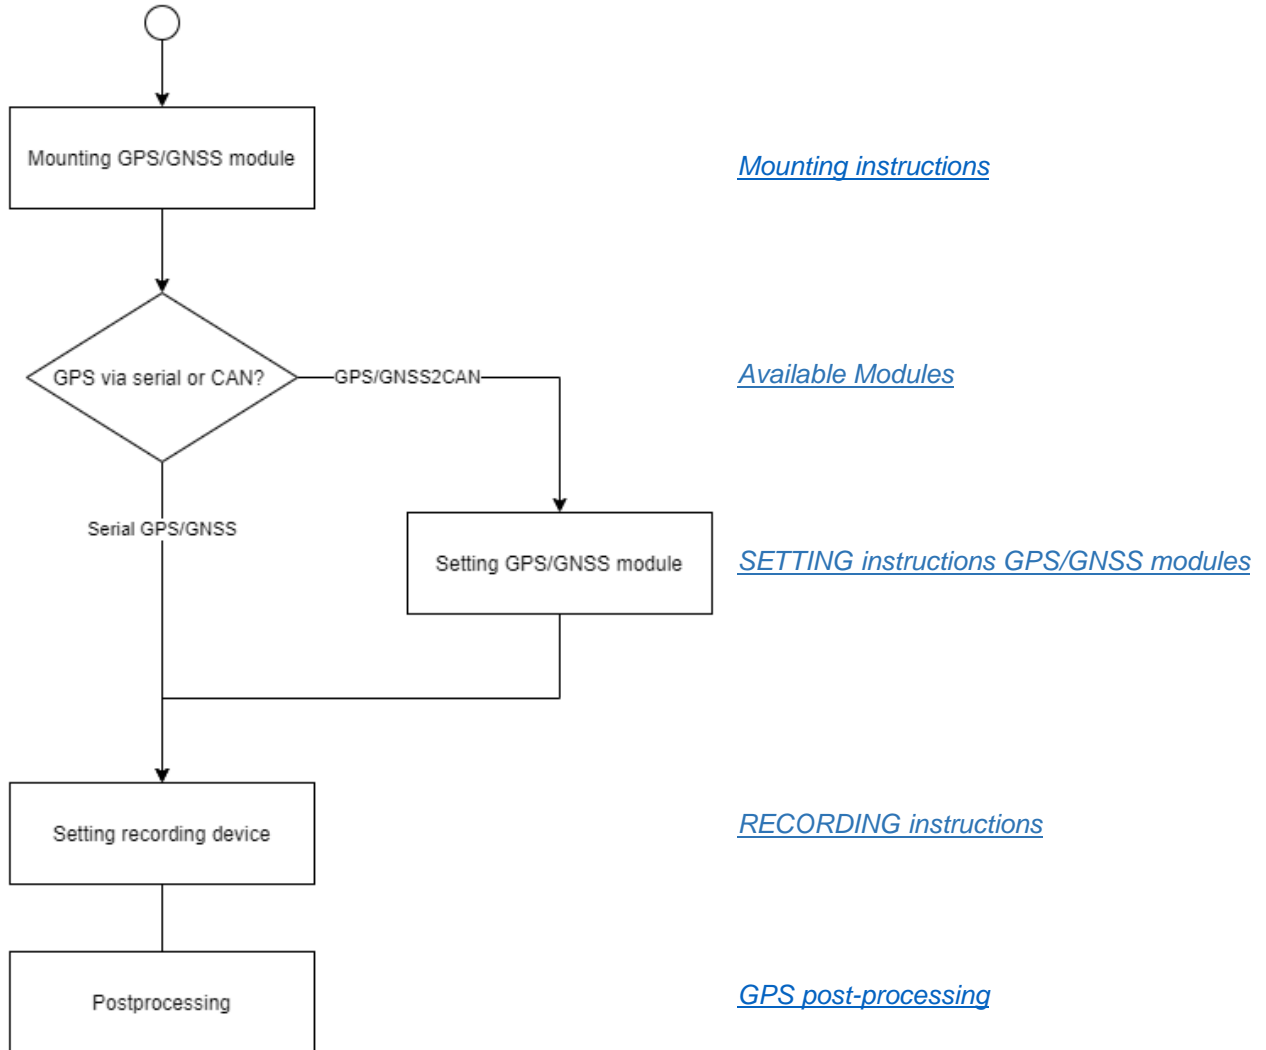 Mounting GPS/GNSS module
Mounting instructions
GPS via serial or CAN?
GPS/GNSS2CAN
Available Modules
Serial GPS/GNSS
Setting GPS/GNSS module
SETTING instructions GPS/GNSS modules
Setting recording device
RECORDING instructions
Postprocessing
GPS post-processing